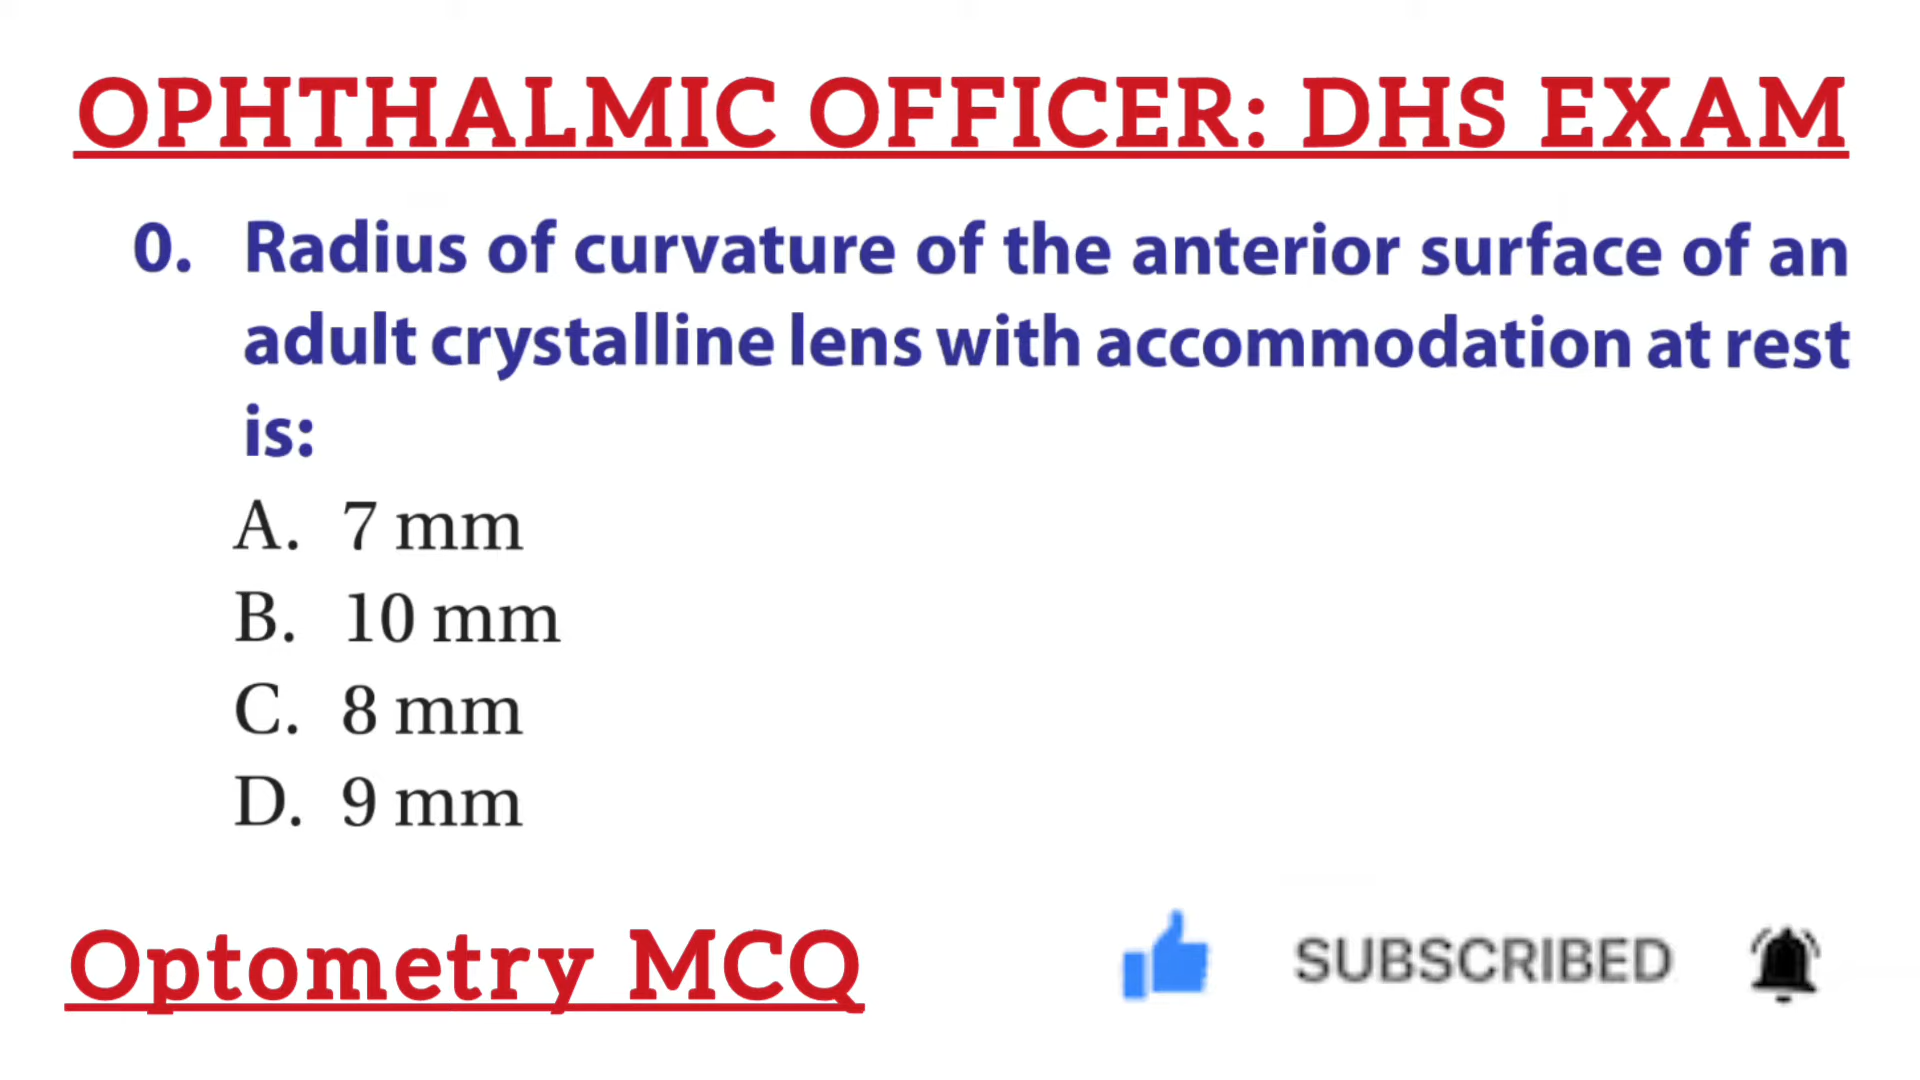 OPHTHALMIC OFFICER: DHS EXAM
0. Radius of curvature of the anterior surface of an
adult crystalline lens with accommodation at rest
is:
A. 7 mm
B. 10 mm
C. 8 mm
D. 9 mm
Optometry MCQ
SUBSCRIBED